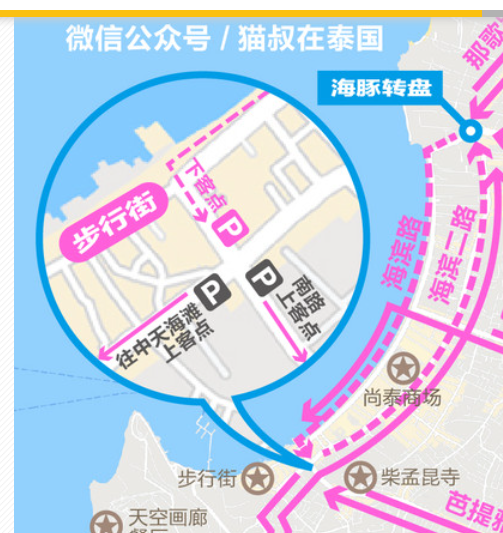 微信公众号 / 猫叔在泰国
那歌
海豚转盘
下客点 P
步行街
海滨路
海滨二路
P
P
往中天海滩
上客点
南路
上客点
尚泰商场
步行街
柴孟昆寺
芭提雅
天空画廊
餐厅